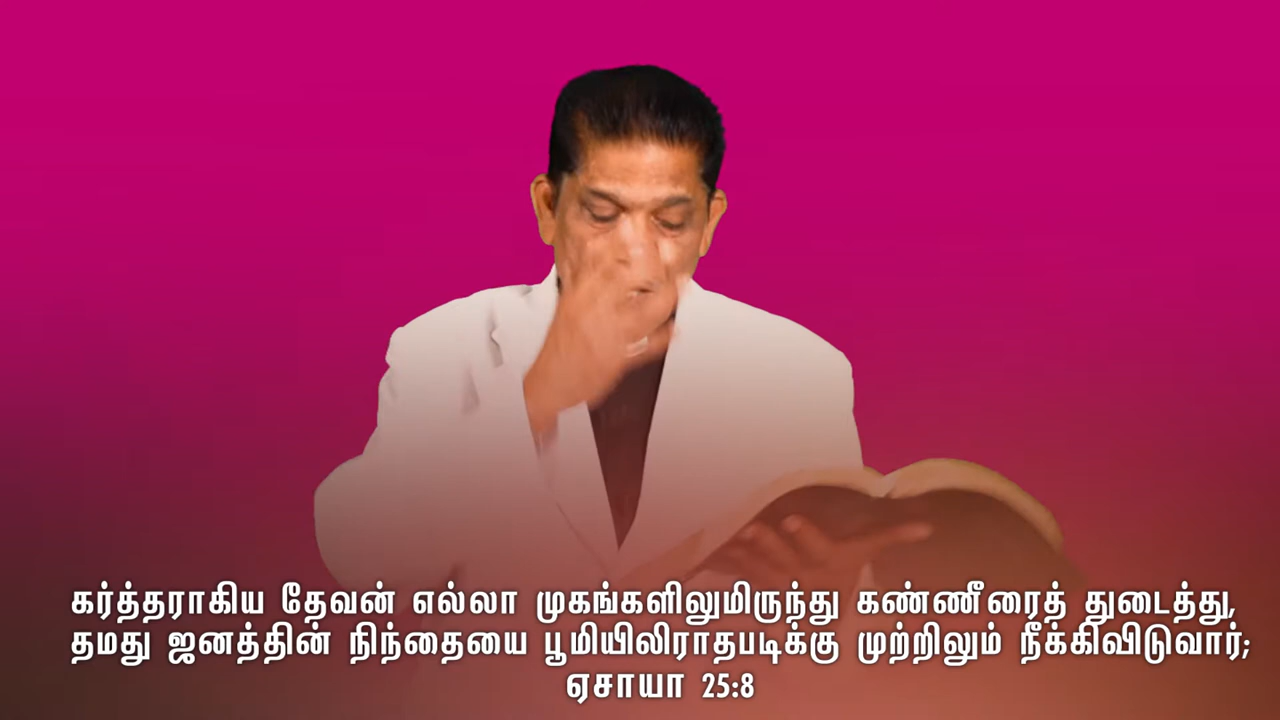 கர்த்தராகிய தேவன் எல்லா முகங்களிலுமிருந்து கண்ணீரைத் துடைத்து,
தமது ஜனத்தின் நிந்தையை பூமியிலிராதபடிக்கு முற்றிலும் நீக்கிவிடுவார்;
ஏசாயா 25:8